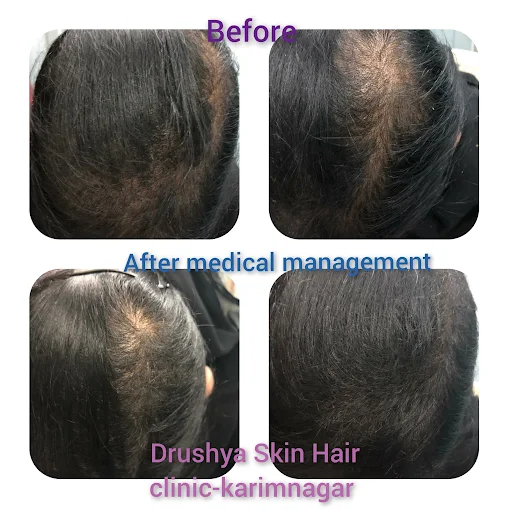 Before
After medical management
Drushya Skin Hair
clinic-karimnagar